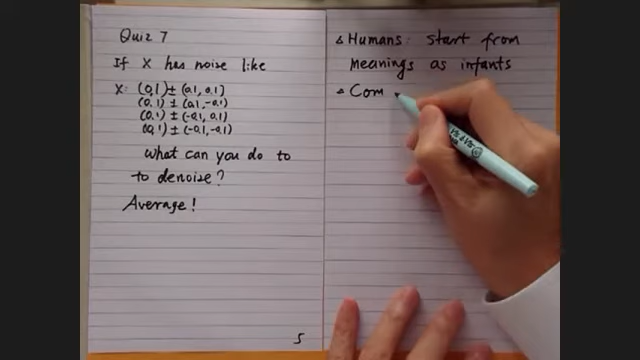 Quiz 7
If X has noise like
X: (0,1) ± (0.1, 0.1)
(0,1) ± (0.1, -0.1)
(0,1) ± (-0.1, 0.1)
(0,1) ± (-0.1, -0.1)
what can you do to
to denoize?
Average!
5
△ Humans: start from
meanings as infants
△ Com